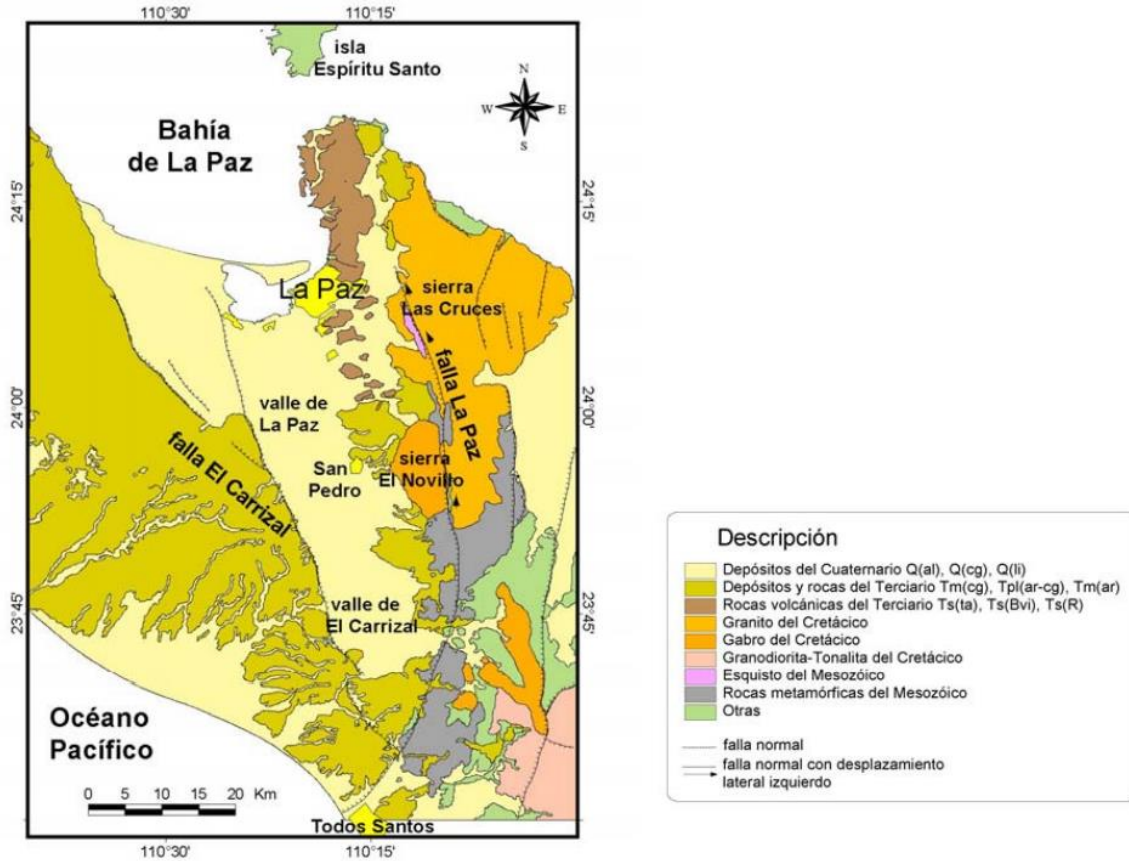 110°30'
110°15'
isla
Espíritu Santo
N
W
E
S
Bahía
de La Paz
24°15'
24°15'
La Paz
sierra
Las Cruces
falla La Paz
24°00'
24°00'
valle de
La Paz
falla El Carrizal
San
Pedro
sierra
El Novillo
valle de
El Carrizal
23°45'
23°45'
Océano
Pacífico
0 5 10 15 20 Km
Todos Santos
110°30'
110°15'
Descripción
Depósitos del Cuaternario Q(al), Q(cg), Q(li)
Depósitos y rocas del Terciario Tm(cg), Tpl(ar-cg), Tm(ar)
Rocas volcánicas del Terciario Ts(ta), Ts(Bvi), Ts(R)
Granito del Cretácico
Gabro del Cretácico
Granodiorita-Tonalita del Cretácico
Esquisto del Mesozóico
Rocas metamórficas del Mesozóico
Otras
falla normal
falla normal con desplazamiento
lateral izquierdo